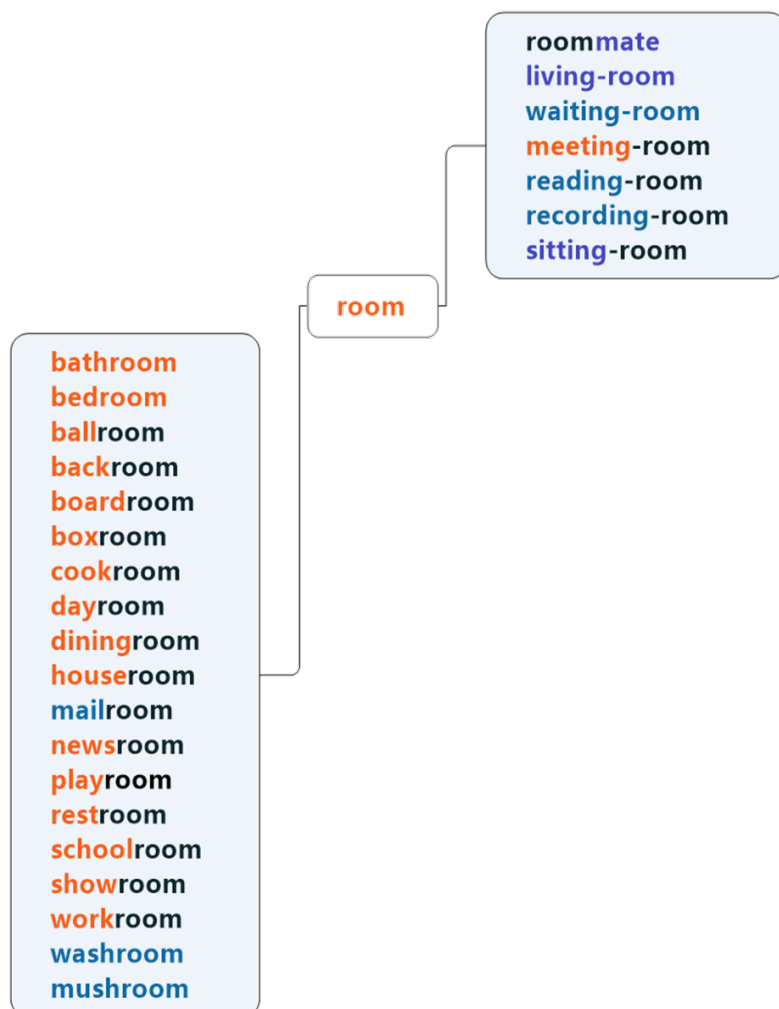 roommate
living-room
waiting-room
meeting-room
reading-room
recording-room
sitting-room
room
bathroom
bedroom
ballroom
backroom
boardroom
boxroom
cookroom
dayroom
diningroom
houseroom
mailroom
newsroom
playroom
restroom
schoolroom
showroom
workroom
washroom
mushroom